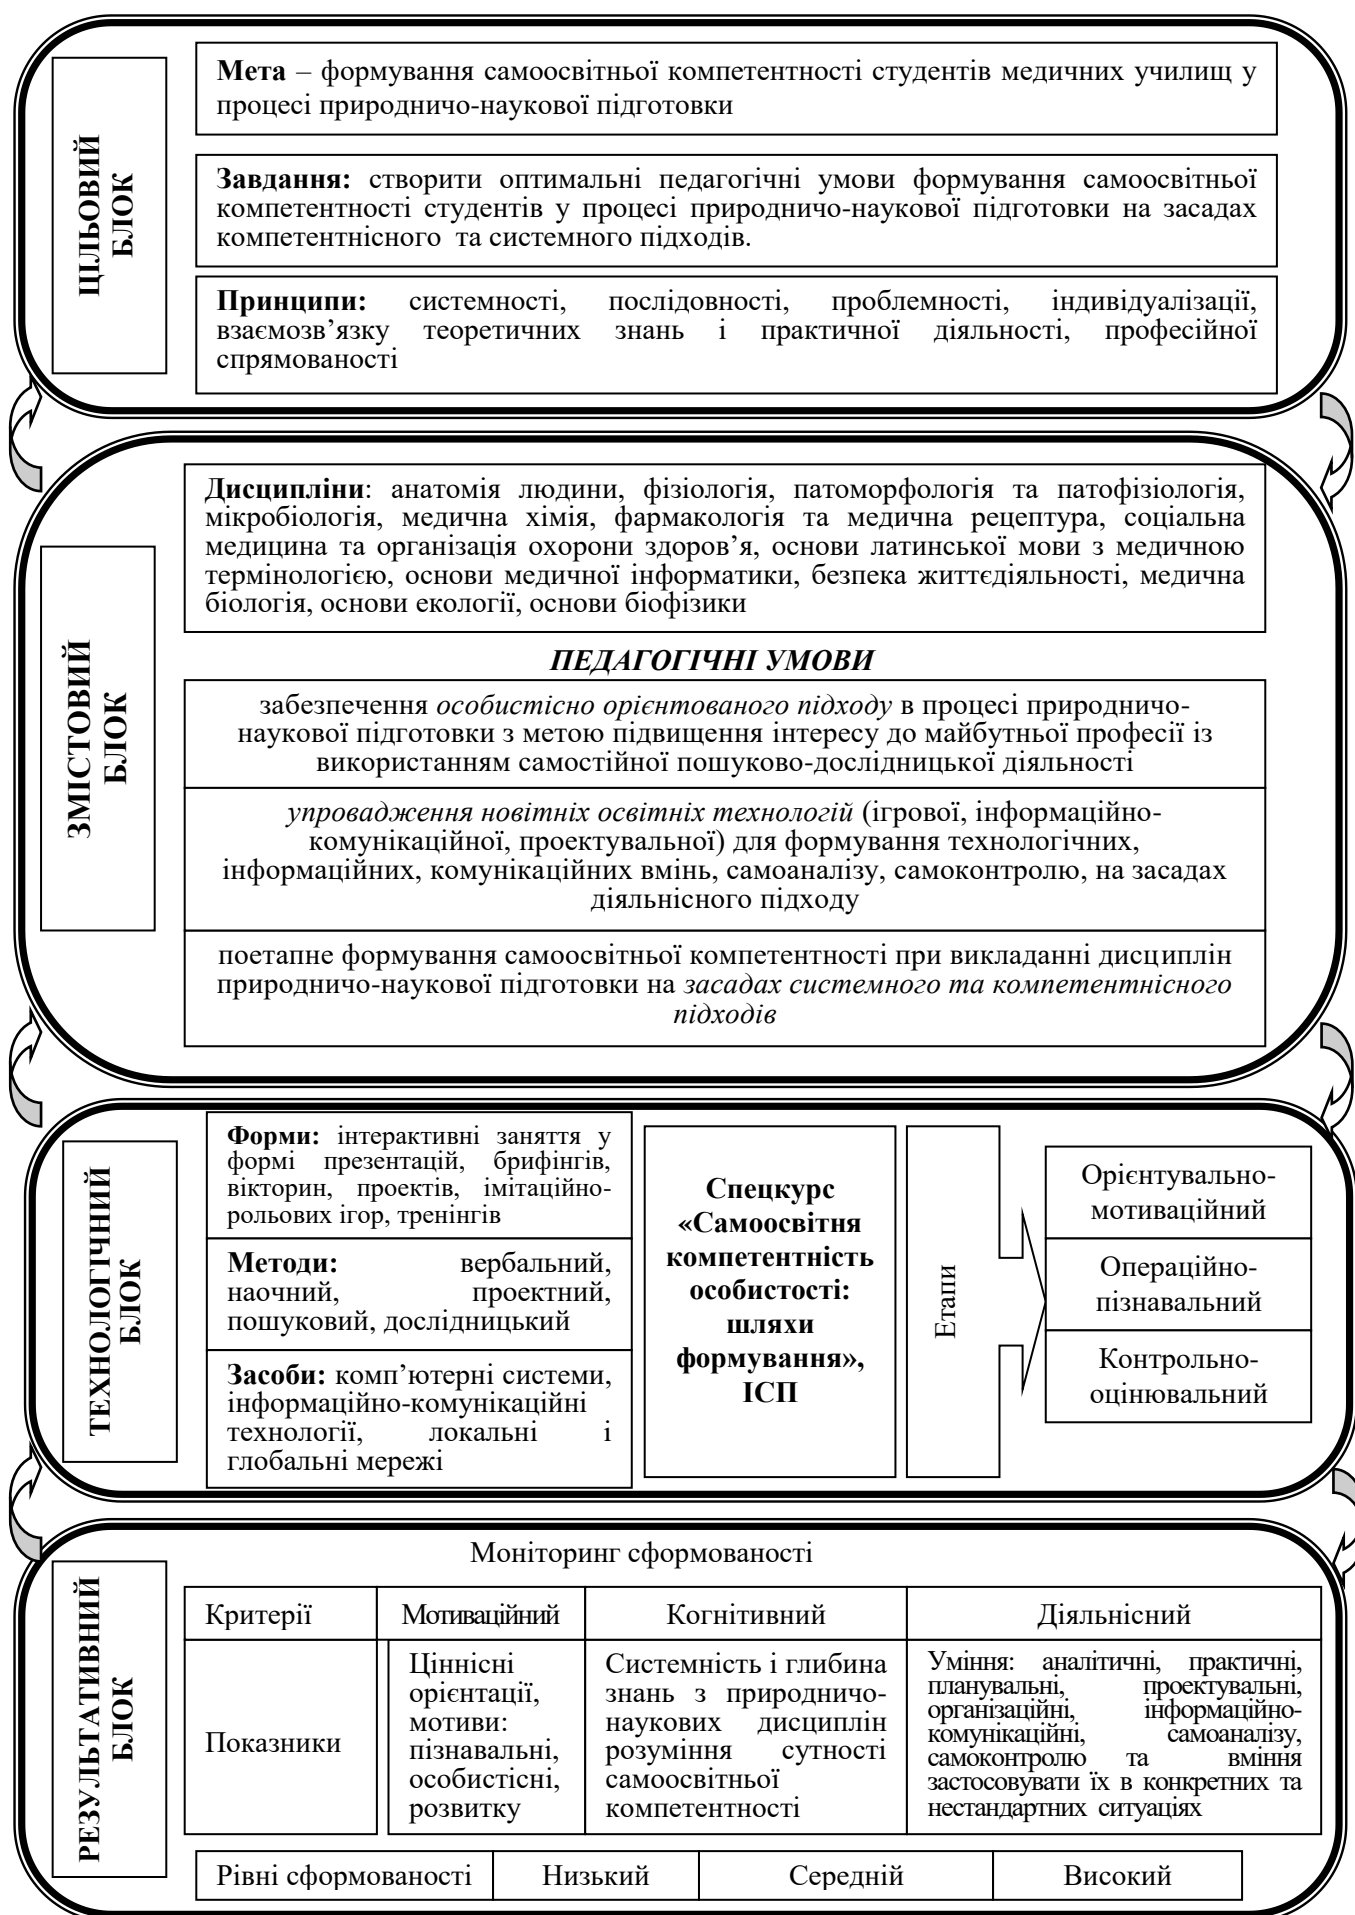 ЦІЛЬОВИЙ
БЛОК
Мета – формування самоосвітньої компетентності студентів медичних училищ у
процесі природничо-наукової підготовки
Завдання: створити оптимальні педагогічні умови формування самоосвітньої
компетентності студентів у процесі природничо-наукової підготовки на засадах
компетентнісного та системного підходів.
Принципи: системності, послідовності, проблемності, індивідуалізації,
взаємозв’язку теоретичних знань і практичної діяльності, професійної
спрямованості
ЗМІСТОВИЙ
БЛОК
Дисципліни: анатомія людини, фізіологія, патоморфологія та патофізіологія,
мікробіологія, медична хімія, фармакологія та медична рецептура, соціальна
медицина та організація охорони здоров’я, основи латинської мови з медичною
термінологією, основи медичної інформатики, безпека життєдіяльності, медична
біологія, основи екології, основи біофізики
ПЕДАГОГІЧНІ УМОВИ
забезпечення особистісно орієнтованого підходу в процесі природничо-
наукової підготовки з метою підвищення інтересу до майбутньої професії із
використанням самостійної пошуково-дослідницької діяльності
упровадження новітніх освітніх технологій (ігрової, інформаційно-
комунікаційної, проектувальної) для формування технологічних,
інформаційних, комунікаційних вмінь, самоаналізу, самоконтролю, на засадах
діяльнісного підходу
поетапне формування самоосвітньої компетентності при викладанні дисциплін
природничо-наукової підготовки на засадах системного та компетентнісного
підходів
ТЕХНОЛОГІЧНИЙ
БЛОК
Форми: інтерактивні заняття у
формі презентацій, брифінгів,
вікторин, проектів, імітаційно-
рольових ігор, тренінгів
Методи: вербальний,
наочний, проектний,
пошуковий, дослідницький
Засоби: комп’ютерні системи,
інформаційно-комунікаційні
технології, локальні і
глобальні мережі
Спецкурс
«Самоосвітня
компетентність
особистості:
шляхи
формування»,
ІСП
Етапи
Орієнтувально-
мотиваційний
Операційно-
пізнавальний
Контрольно-
оцінювальний
РЕЗУЛЬТАТИВНИЙ
БЛОК
Моніторинг сформованості
Критерії Мотиваційний Когнітивний Діяльнісний
Показники
Ціннісні
орієнтації,
мотиви:
пізнавальні,
особистісні,
розвитку
Системність і глибина
знань з природничо-
наукових дисциплін
розуміння сутності
самоосвітньої
компетентності
Уміння: аналітичні, практичні,
планувальні, проектувальні,
організаційні, інформаційно-
комунікаційні, самоаналізу,
самоконтролю та вміння
застосовувати їх в конкретних та
нестандартних ситуаціях
Рівні сформованості Низький Середній Високий